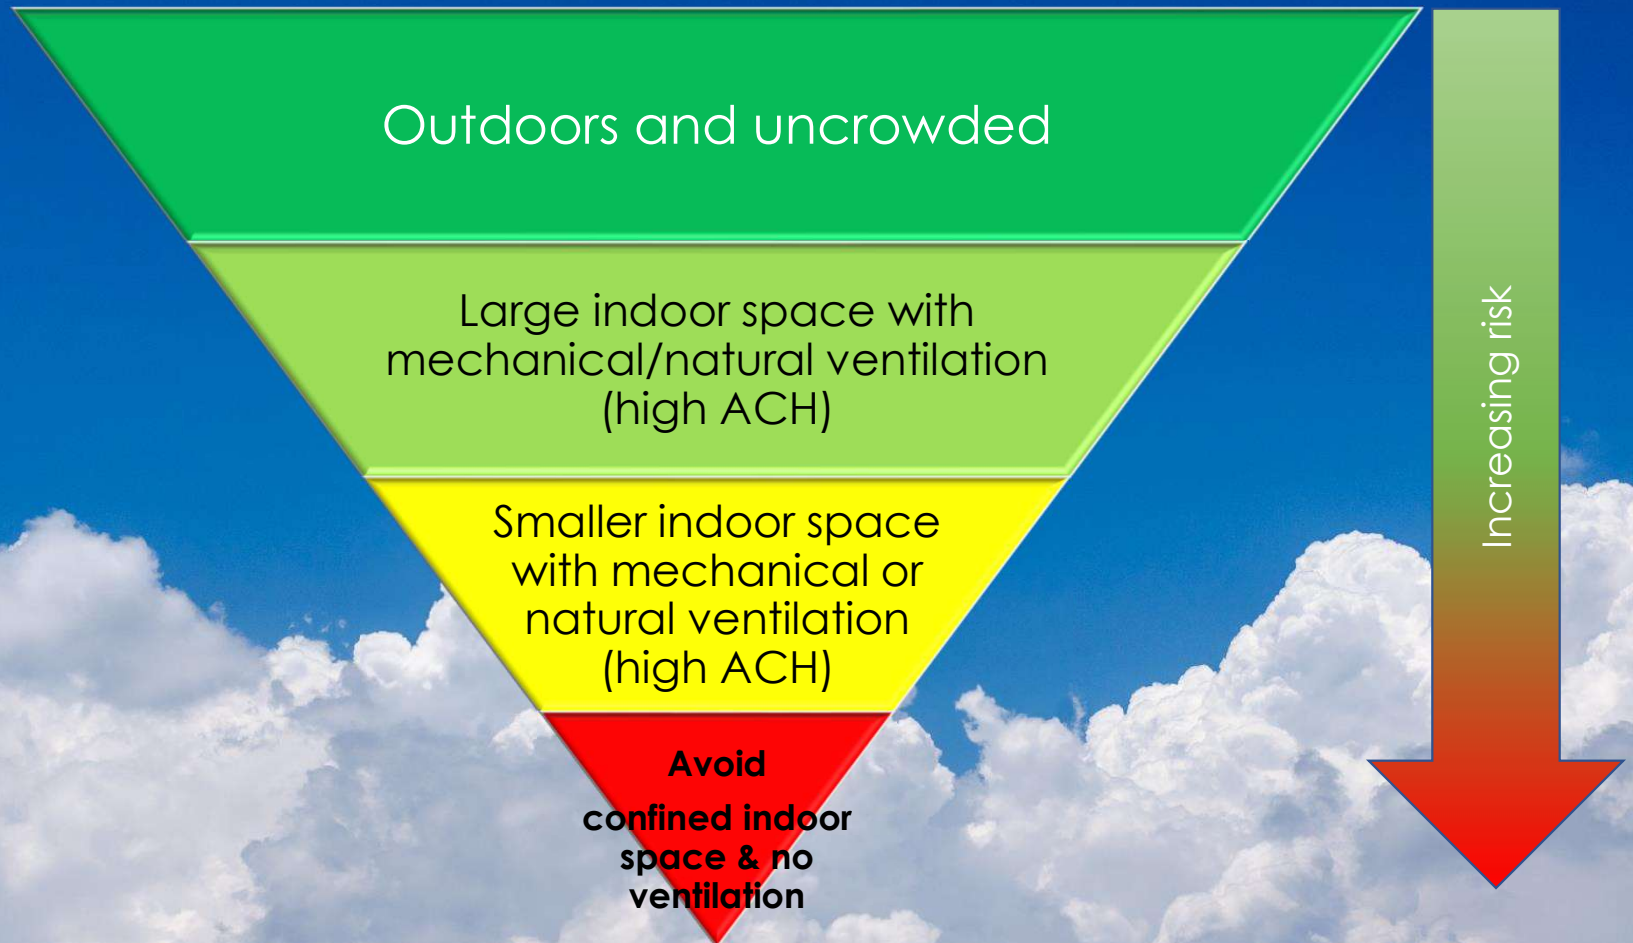 Outdoors and uncrowded
Large indoor space with
mechanical/natural ventilation
(high ACH)
Smaller indoor space
with mechanical or
natural ventilation
(high ACH)
Avoid
confined indoor
space & no
ventilation
Increasing risk